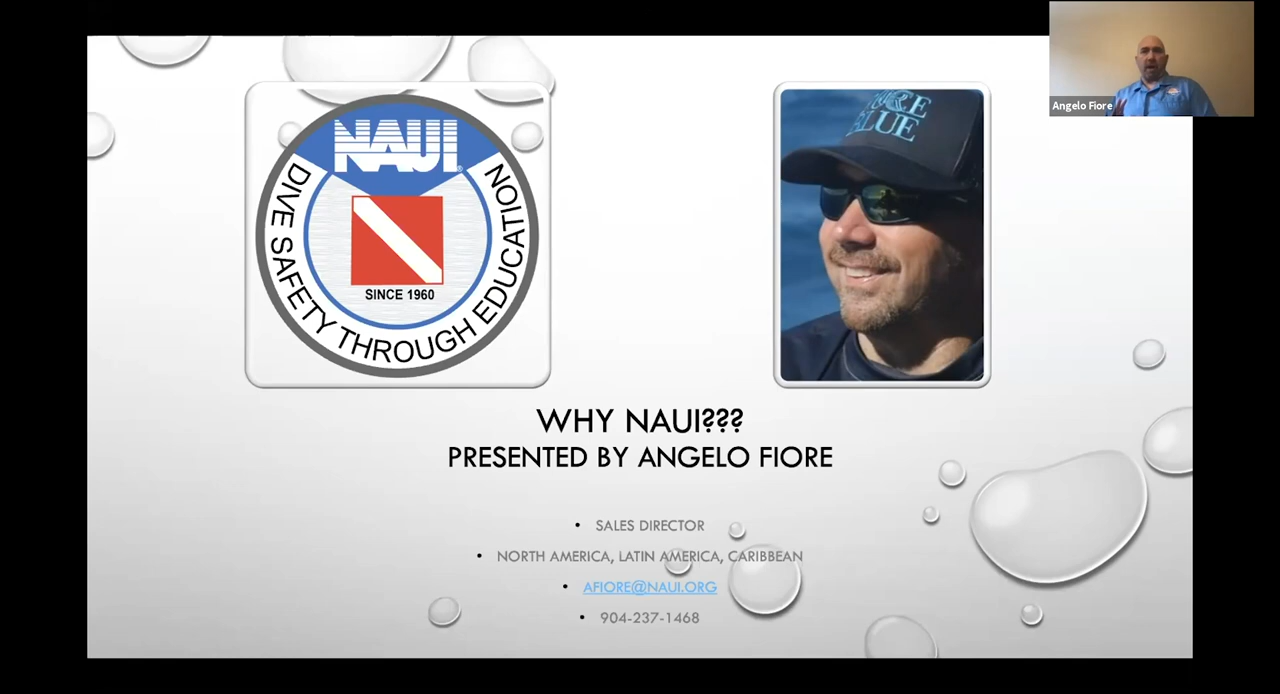 NAUI
DIVE SAFETY THROUGH EDUCATION
SINCE 1960
Angelo Fiore
WHY NAUI???
PRESENTED BY ANGELO FIORE
• SALES DIRECTOR
• NORTH AMERICA, LATIN AMERICA, CARIBBEAN
• AFIORE@NAUI.ORG
• 904-237-1468